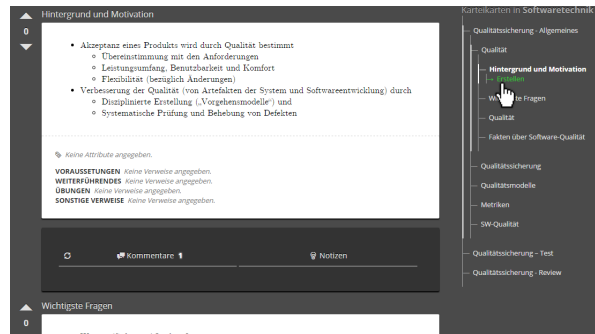 Hintergrund und Motivation
0
Akzeptanz eines Produkts wird durch Qualität bestimmt
Übereinstimmung mit den Anforderungen
Leistungsumfang, Benutzbarkeit und Komfort
Flexibilität (bezüglich Änderungen)
Verbesserung der Qualität (von Artefakten der System und Softwareentwicklung) durch
Disziplinierte Erstellung („Vorgehensmodelle“) und
Systematische Prüfung und Behebung von Defekten
Keine Attribute angegeben.
VORAUSSETUNGEN Keine Verweise angegeben.
WEITERFÜHRENDES Keine Verweise angegeben.
ÜBUNGEN Keine Verweise angegeben.
SONSTIGE VERWEISE Keine Verweise angegeben.
Kommentare 1
Notizen
Wichtigste Fragen
0
Karteikarten in Softwaretechnik
Qualitätssicherung - Allgemeines
Qualität
Hintergrund und Motivation
Erstellen
Fragen
Qualität
Fakten über Software-Qualität
Qualitätssicherung
Qualitätsmodelle
Metriken
SW-Qualität
Qualitätssicherung - Test
Qualitätssicherung - Review